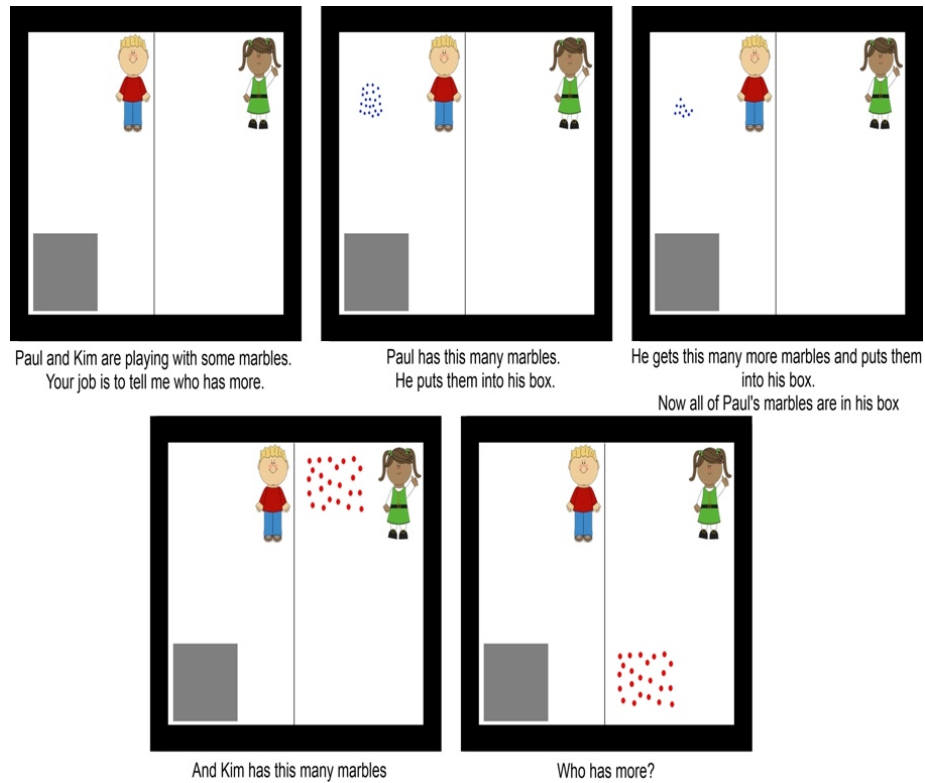 Paul and Kim are playing with some marbles.
Your job is to tell me who has more.
Paul has this many marbles.
He puts them into his box.
He gets this many more marbles and puts them
into his box.
Now all of Paul's marbles are in his box
And Kim has this many marbles
Who has more?